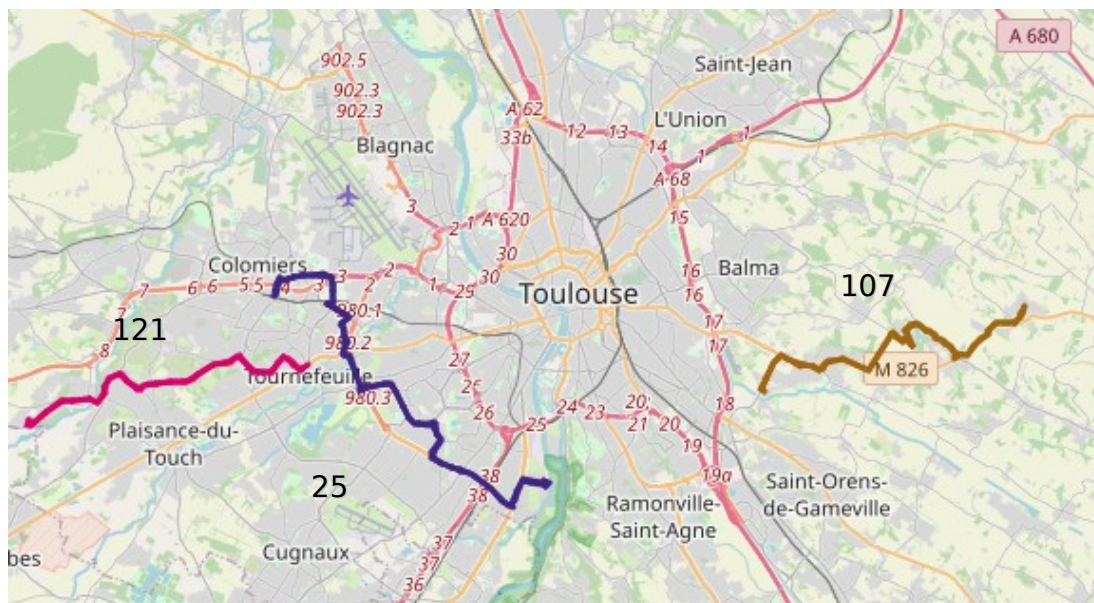 A 680
902.5
Saint-Jean
902.3
902.3
A 62
12
13
L'Union
33b
14
1
Blagnac
1
A 68
3
2
1
A 620
15
30
Colomiers
3
2
30
16
Balma
7
6
6
5
5
4
3
2
1
29
Toulouse
16
107
7
121
980.1
17
8
980.2
27
17
M 826
Tournefeuille
26
980.3
26
24
23
20
18
Plaisance-du-
Touch
25
21
20
19
38
19a
25
38
Ramonville-
Saint-Agne
Saint-Orens-
de-Gameville
bes
Cugnaux
37
37
36